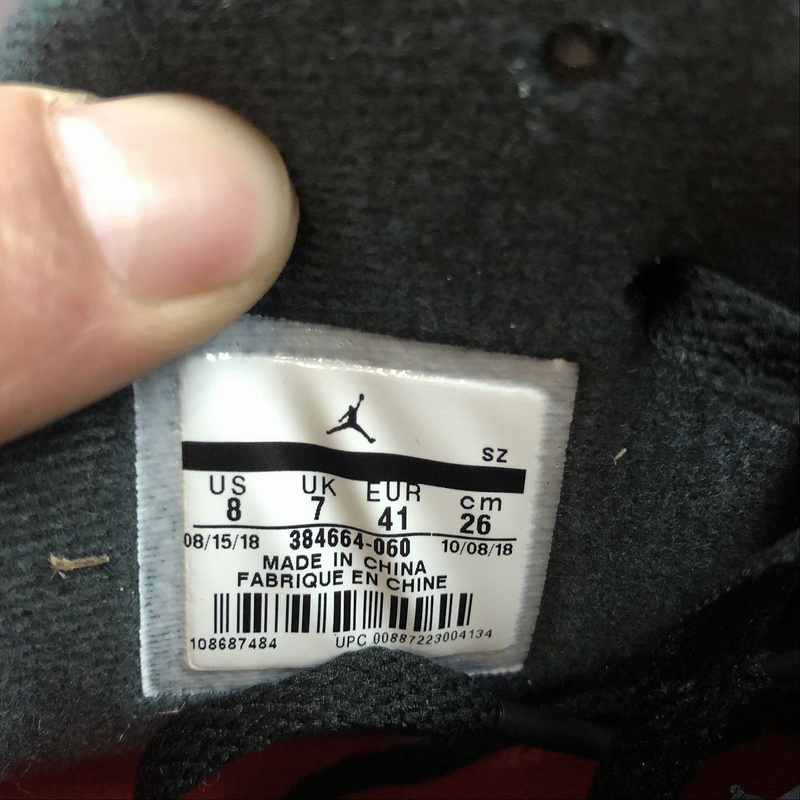 SZ
US UK EUR cm
8 7 41 26
08/15/18 384664-060 10/08/18
MADE IN CHINA
FABRIQUE EN CHINE
108687484 UPC 00887223004134